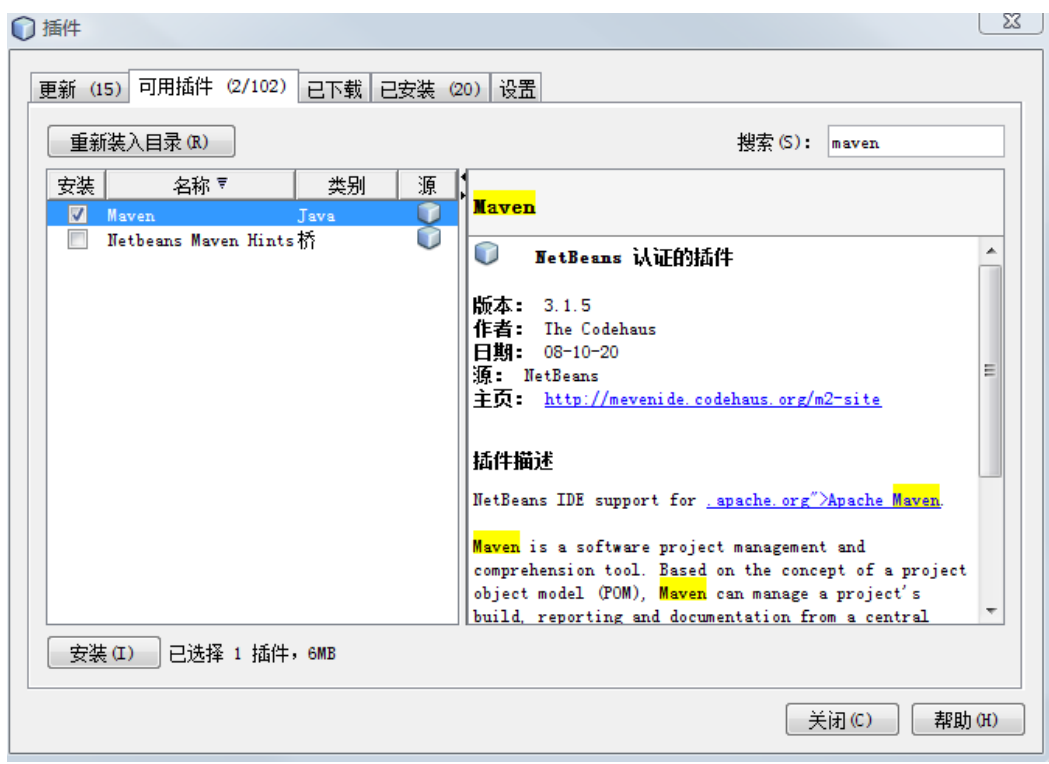 插件
更新 (15) 可用插件 (2/102) 已下载 已安装 (20) 设置
重新装入目录(R) 搜索(S): maven
安装 名称 类别 源
Maven Java
Netbeans Maven Hints 桥
Maven
NetBeans 认证的插件
版本: 3.1.5
作者: The Codehaus
日期: 08-10-20
源: NetBeans
主页: http://mevenide.codehaus.org/m2-site
插件描述
NetBeans IDE support for .apache.org">Apache Maven.
Maven is a software project management and
comprehension tool. Based on the concept of a project
object model (POM), Maven can manage a project's
build, reporting and documentation from a central
安装(I) 已选择 1 插件，6MB
关闭(C) 帮助(H)